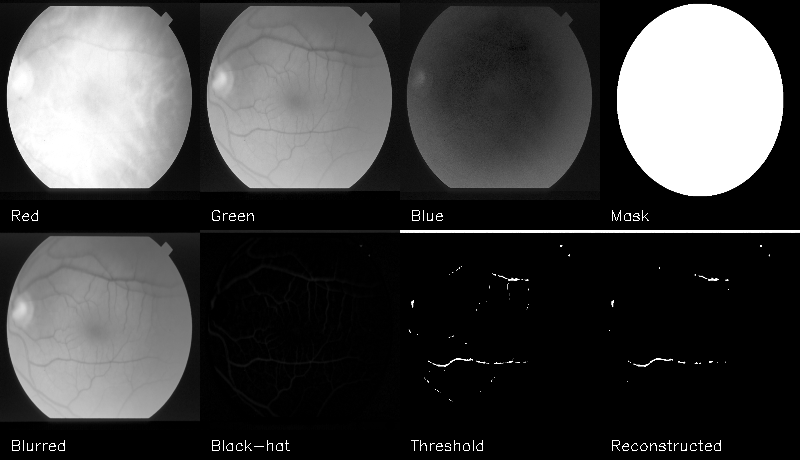 Red
Green
Blue
Mask
Blurred
Black-hat
Threshold
Reconstructed